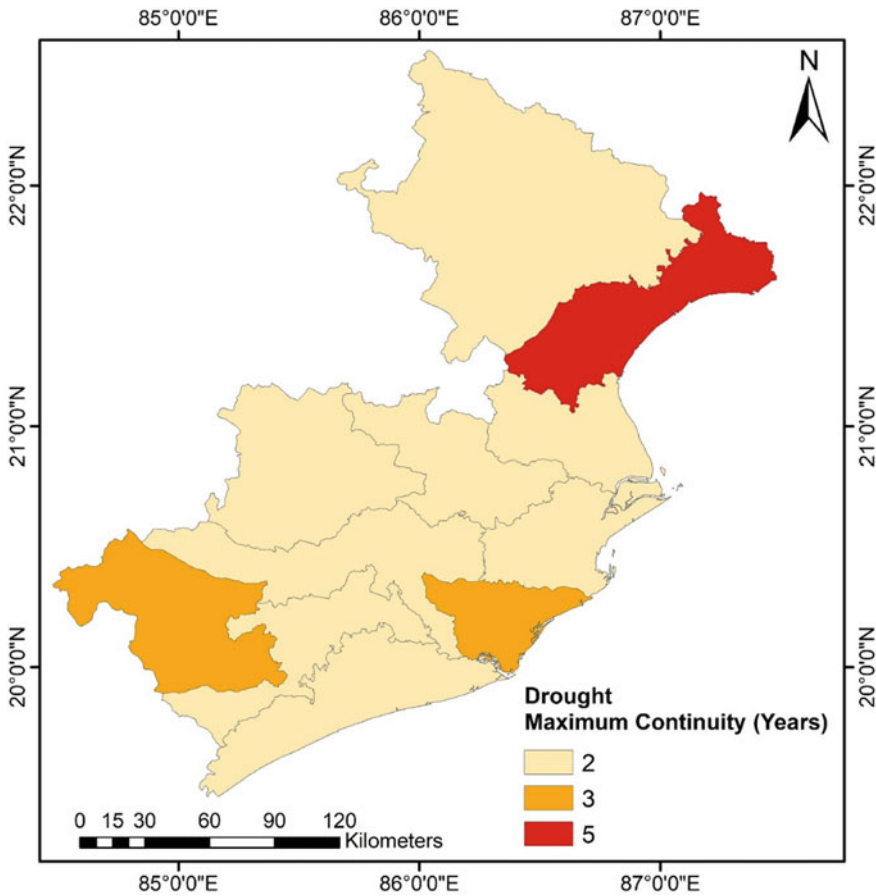 85°0'0"E 86°0'0"E 87°0'0"E
N
22°0'0"N 22°0'0"N
21°0'0"N 21°0'0"N
20°0'0"N 20°0'0"N
Drought
Maximum Continuity (Years)
2
3
5
0 15 30 60 90 120
Kilometers
85°0'0"E 86°0'0"E 87°0'0"E